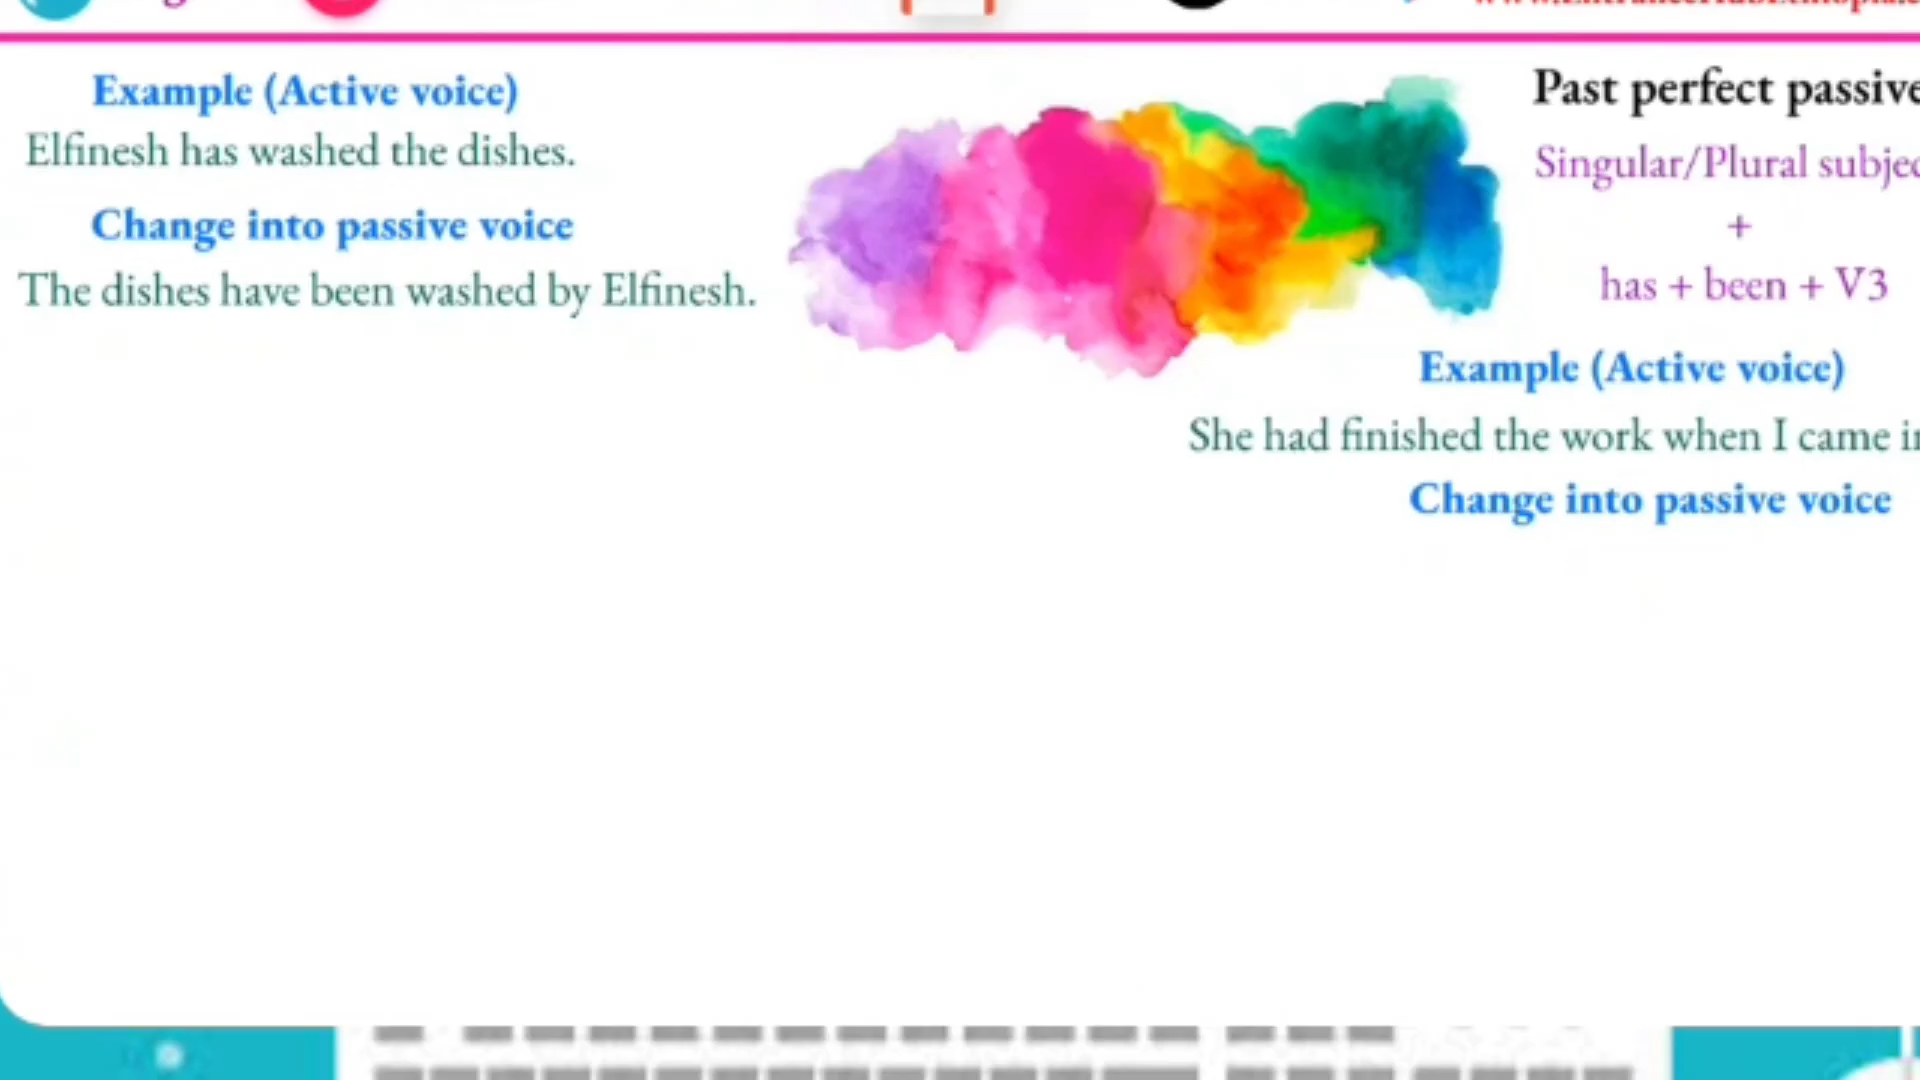 Example (Active voice)
Elfinesh has washed the dishes.
Change into passive voice
The dishes have been washed by Elfinesh.
Past perfect passive
Singular/Plural subjec
+
has + been + V3
Example (Active voice)
She had finished the work when I came in
Change into passive voice